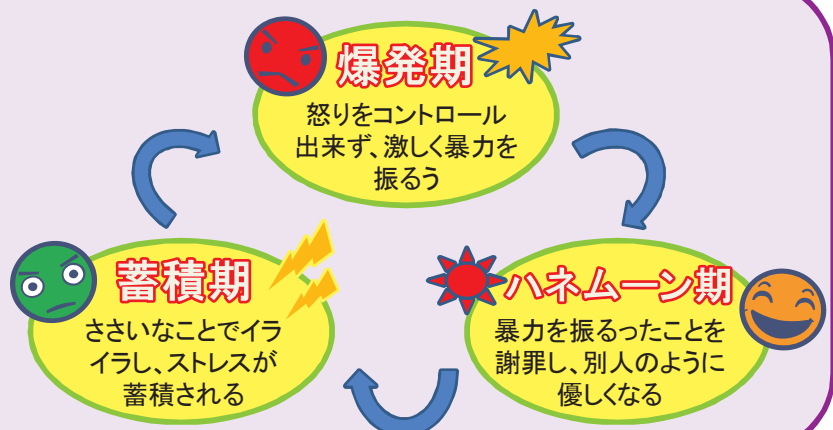 爆発期
怒りをコントロール
出来ず、激しく暴力を
振るう
蓄積期
ささいなことでイラ
イラし、ストレスが
蓄積される
ハネムーン期
暴力を振るったことを
謝罪し、別人のように
優しくなる